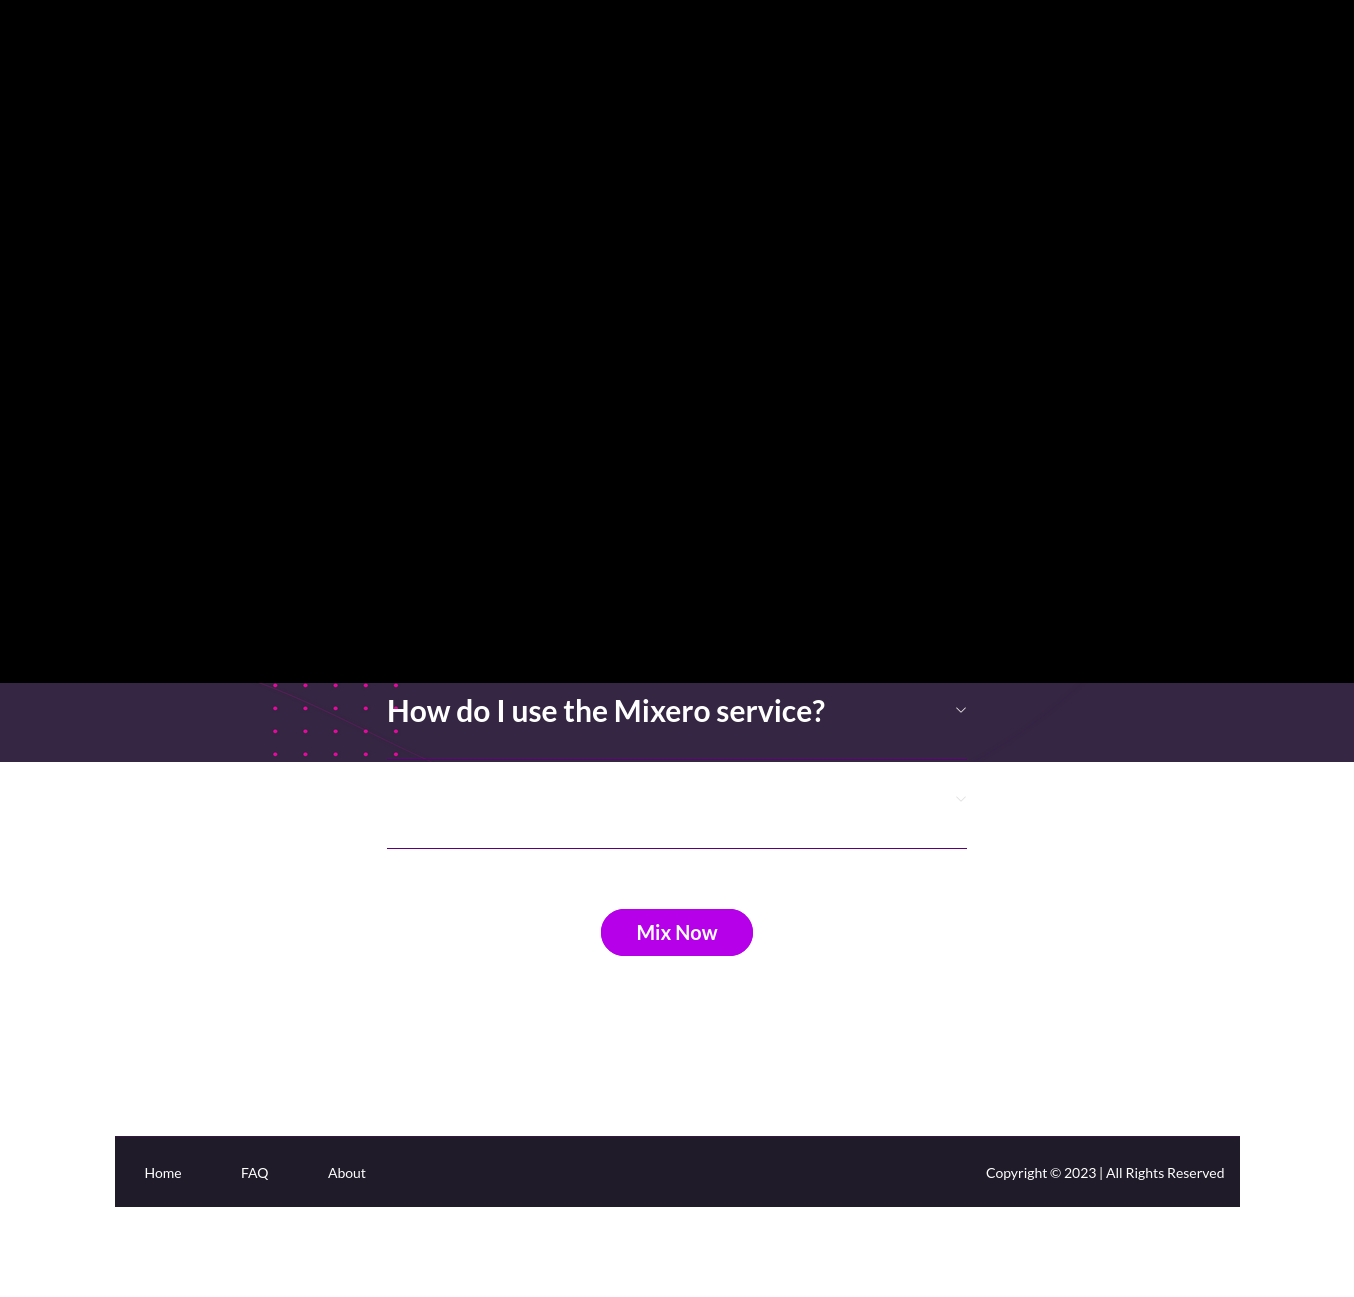 How do I use the Mixero service?
Mix Now
Home FAQ About Copyright © 2023 | All Rights Reserved